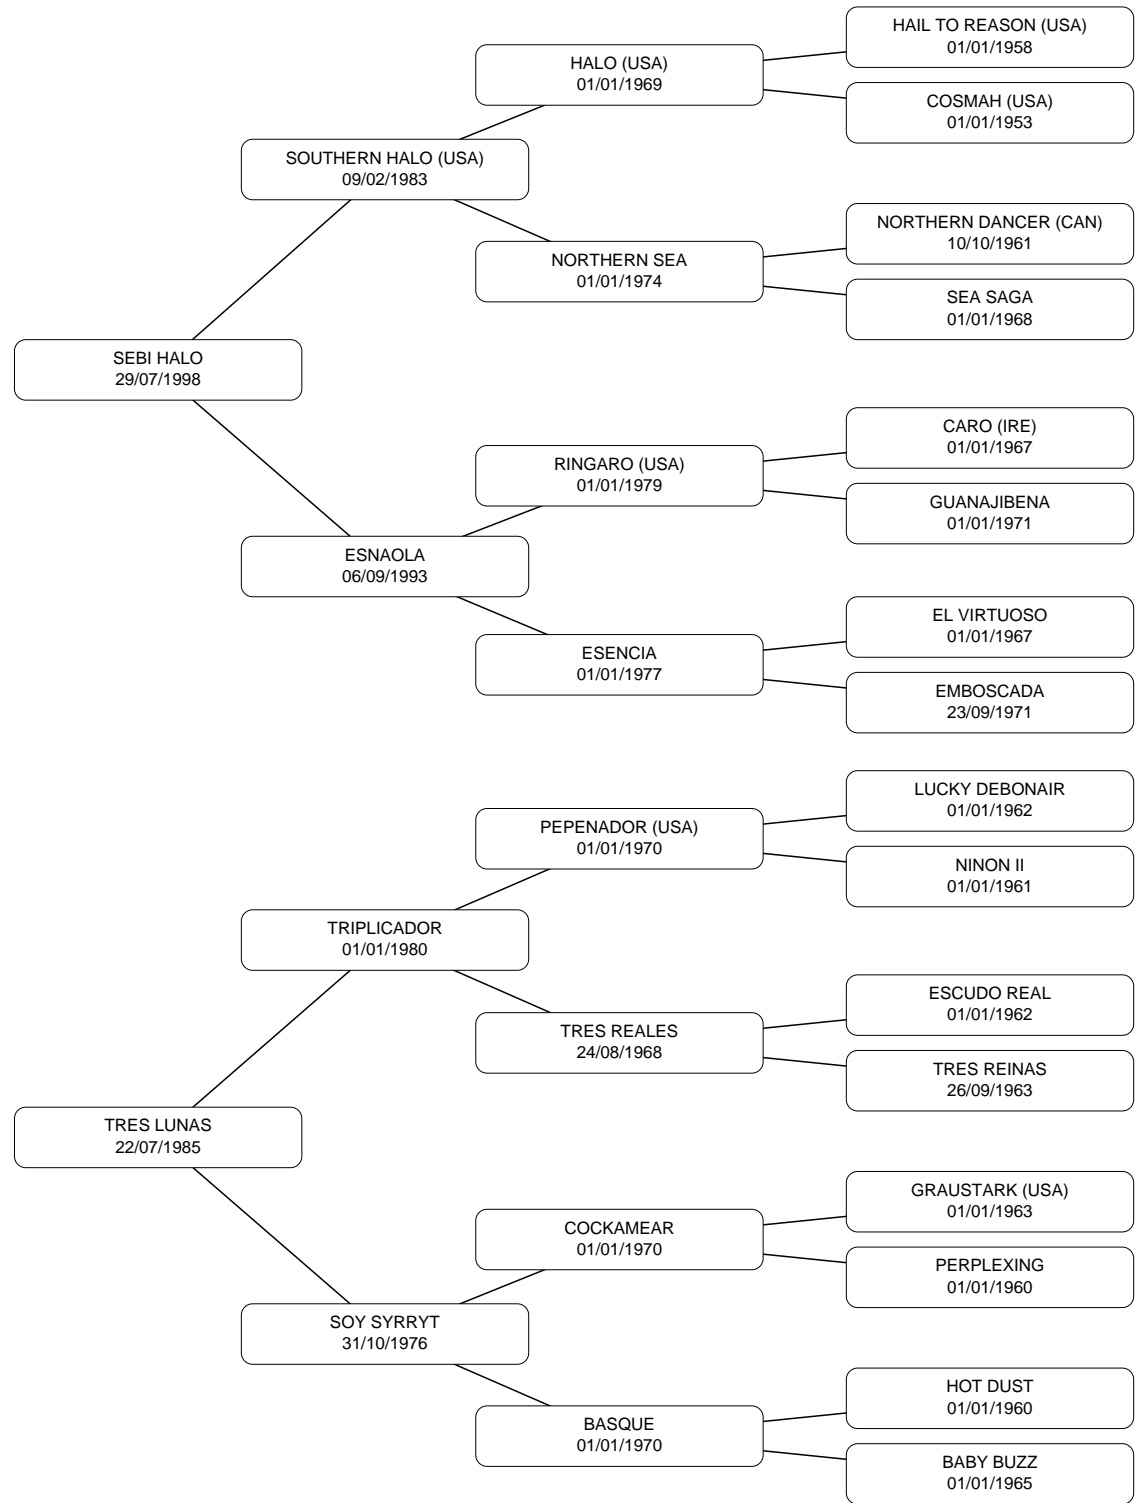 HAIL TO REASON (USA)
01/01/1958
HALO (USA)
01/01/1969
COSMAH (USA)
01/01/1953
SOUTHERN HALO (USA)
09/02/1983
NORTHERN DANCER (CAN)
10/10/1961
NORTHERN SEA
01/01/1974
SEA SAGA
01/01/1968
SEBI HALO
29/07/1998
CARO (IRE)
01/01/1967
RINGARO (USA)
01/01/1979
GUANAJIBENA
01/01/1971
ESNAOLA
06/09/1993
EL VIRTUOSO
01/01/1967
ESENCIA
01/01/1977
EMBOSCADA
23/09/1971
LUCKY DEBONAIR
01/01/1962
PEPENADOR (USA)
01/01/1970
NINON II
01/01/1961
TRIPLICADOR
01/01/1980
ESCUDO REAL
01/01/1962
TRES REALES
24/08/1968
TRES REINAS
26/09/1963
TRES LUNAS
22/07/1985
GRAUSTARK (USA)
01/01/1963
COCKAMEAR
01/01/1970
PERPLEXING
01/01/1960
SOY SYRRYT
31/10/1976
HOT DUST
01/01/1960
BASQUE
01/01/1970
BABY BUZZ
01/01/1965